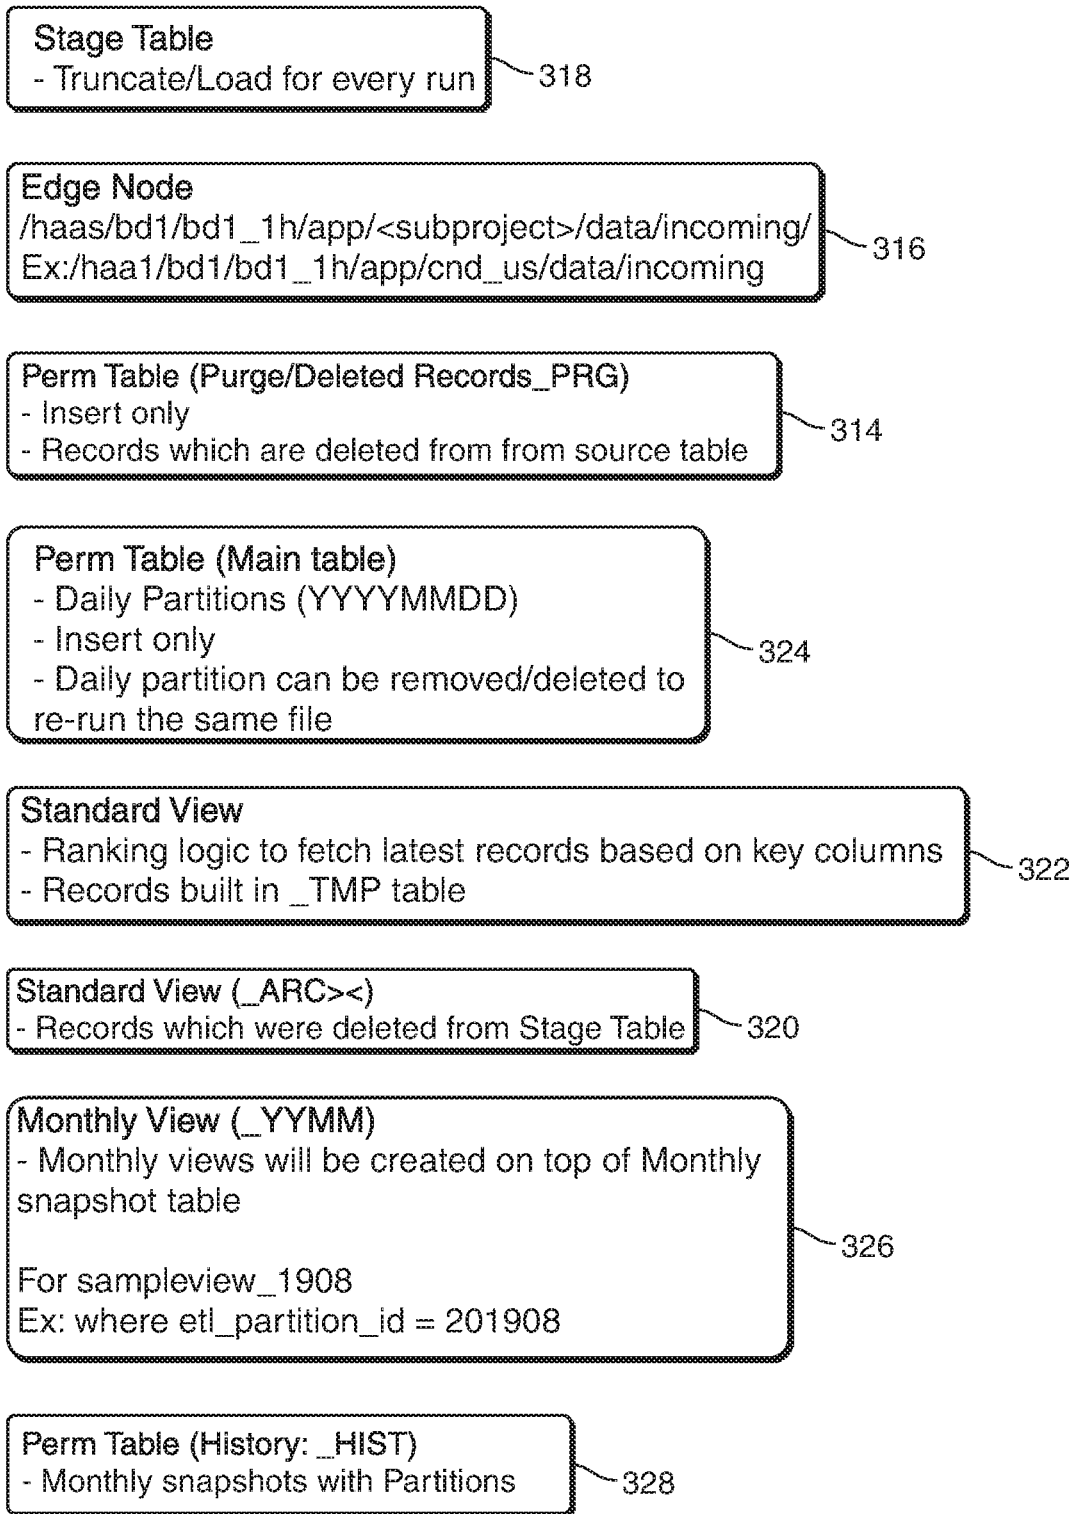 Stage Table
- Truncate/Load for every run
318
Edge Node
/haas/bd1/bd1_1h/app/<subproject>/data/incoming/
Ex:/haa1/bd1/bd1_1h/app/cnd_us/data/incoming
316
Perm Table (Purge/Deleted Records_PRG)
- Insert only
- Records which are deleted from from source table
314
Perm Table (Main table)
- Daily Partitions (YYYYMMDD)
- Insert only
- Daily partition can be removed/deleted to
re-run the same file
324
Standard View
- Ranking logic to fetch latest records based on key columns
- Records built in _TMP table
322
Standard View (_ARC><)
- Records which were deleted from Stage Table
320
Monthly View (_YYMM)
- Monthly views will be created on top of Monthly
snapshot table
For sampleview_1908
Ex: where etl_partition_id = 201908
326
Perm Table (History: _HIST)
- Monthly snapshots with Partitions
328